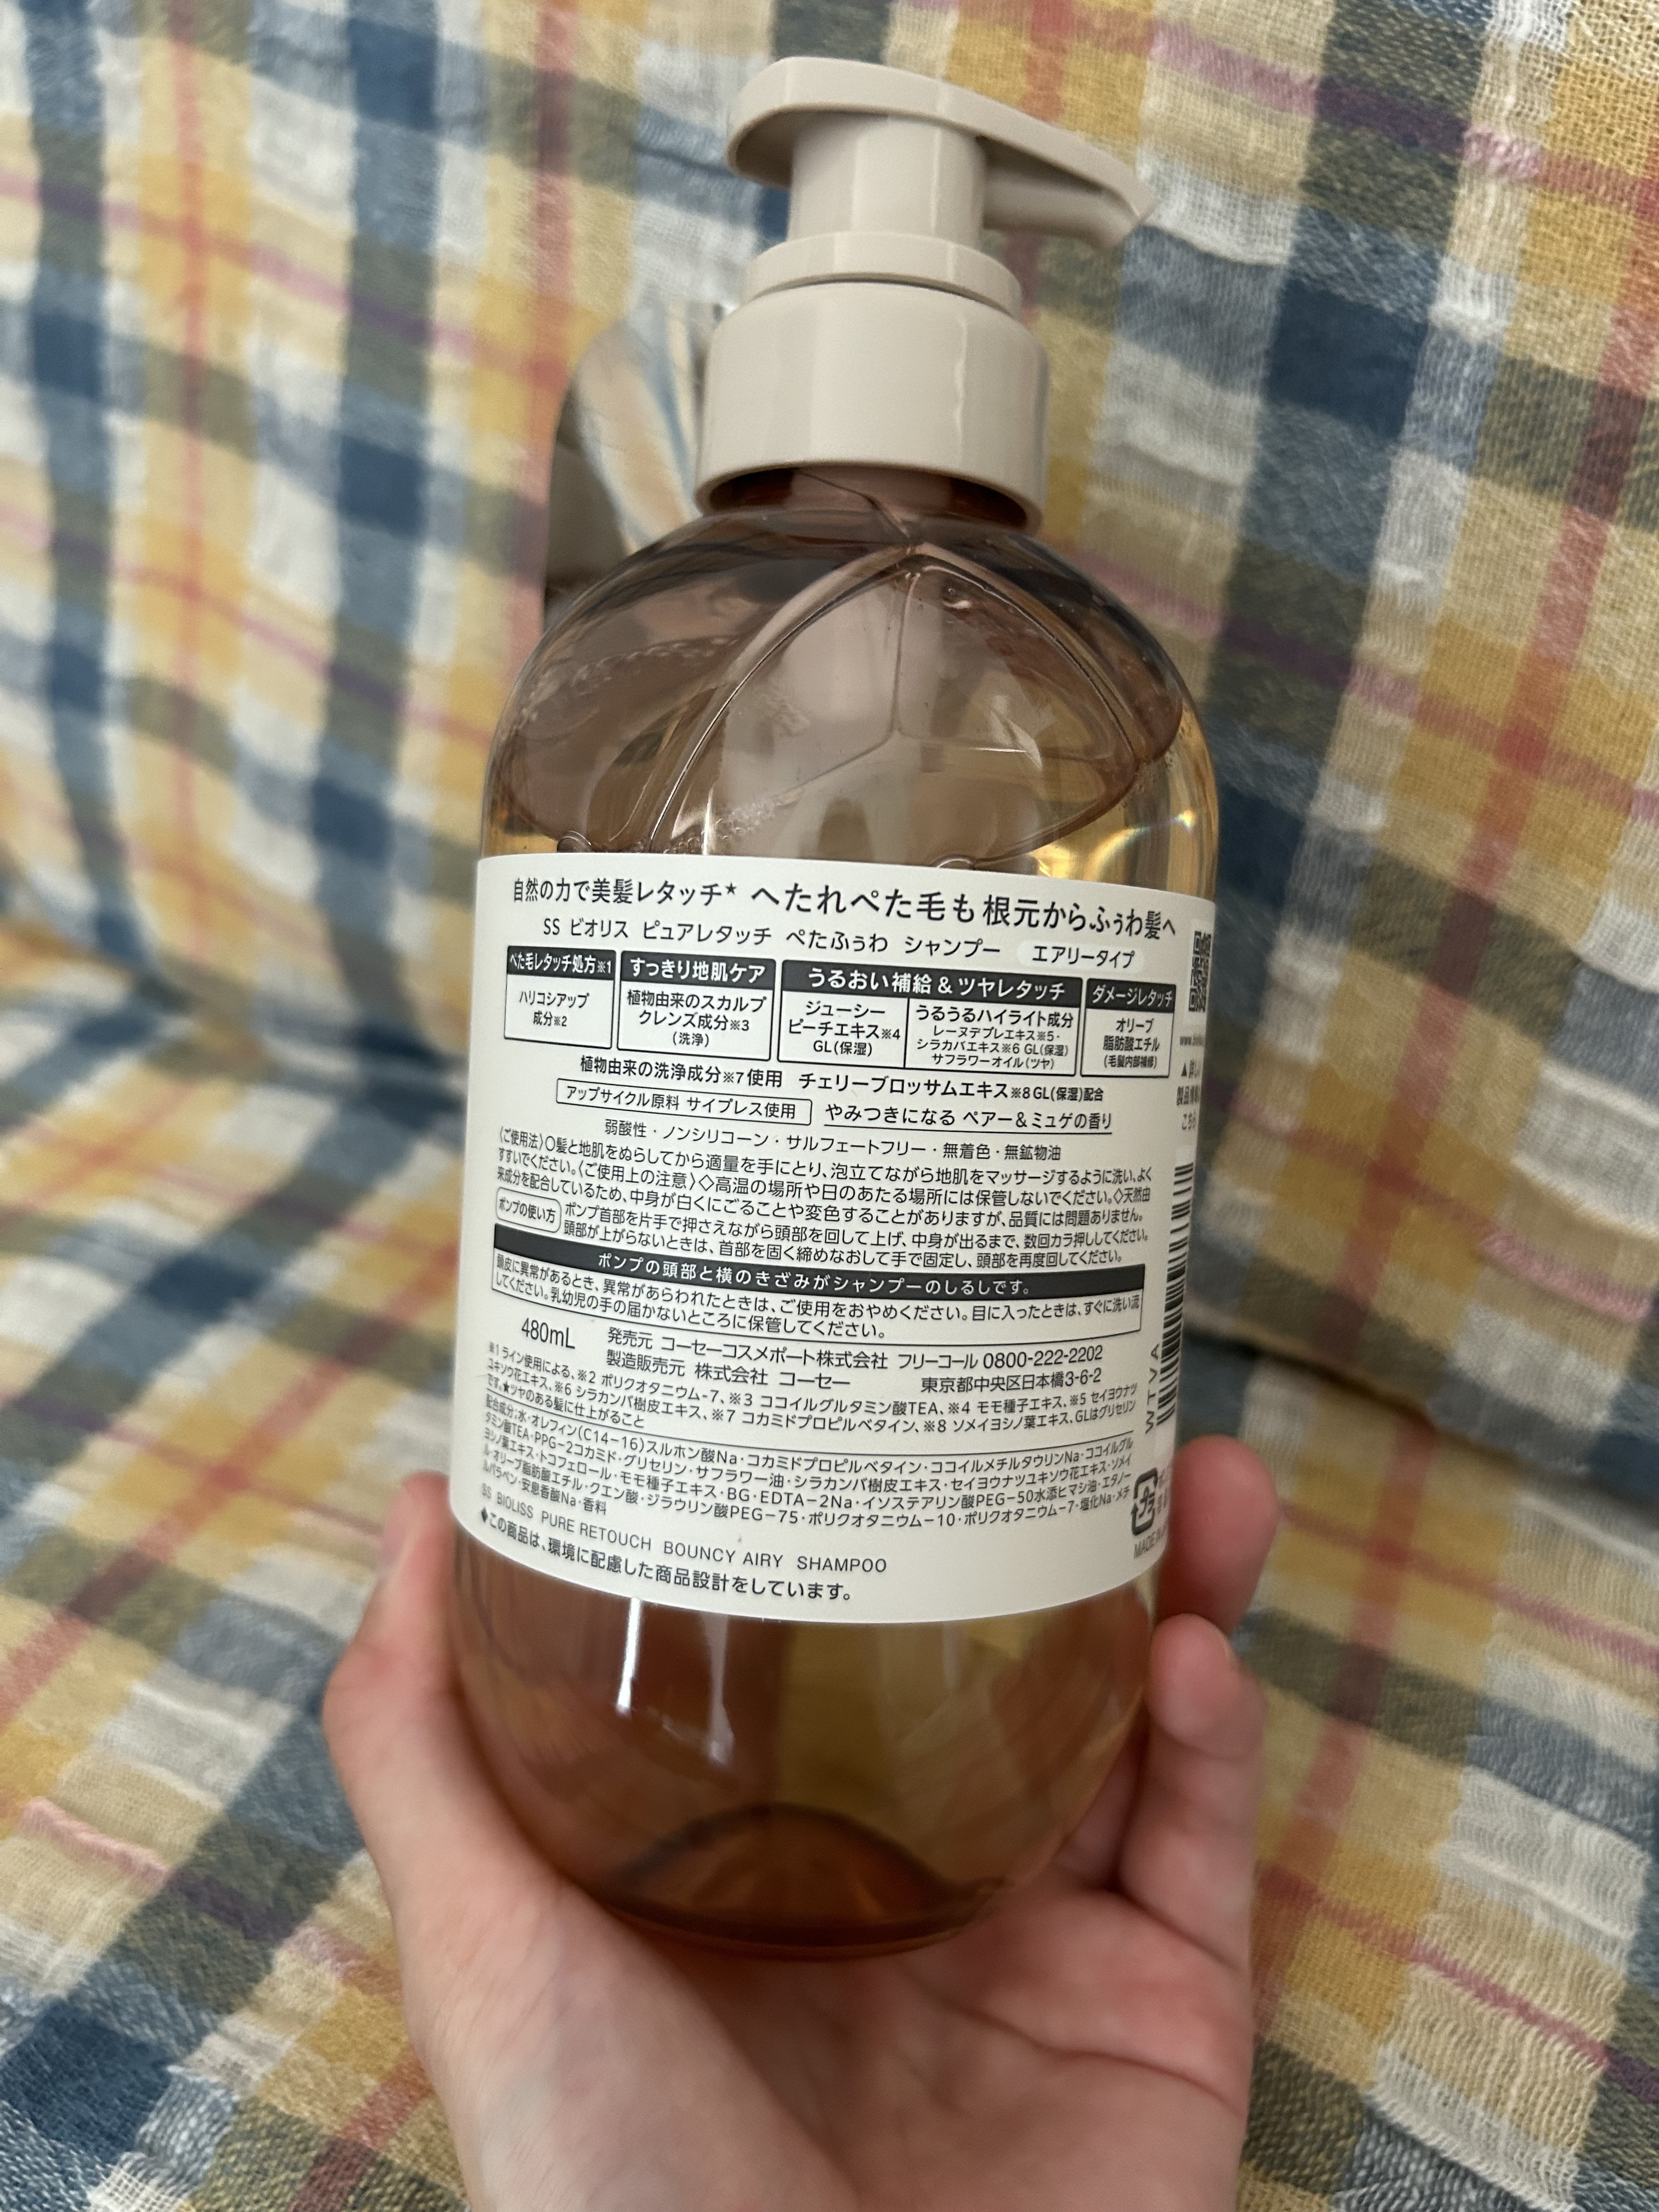 自然の力で美髪レタッチ★ へたれぺた毛も根元からふぅわ髪へ
SS ビオリス ピュアレタッチ ぺたふぅわ シャンプー エアリータイプ
ぺた毛レタッチ処方※1
ハリコシアップ
成分※2
すっきり地肌ケア
植物由来のスカルプ
クレンズ成分※3
(洗浄)
うるおい補給 & ツヤレタッチ
ジューシー
ピーチエキス※4
GL(保湿)
うるうるハイライト成分
レーヌデプレエキス※5・
シラカバエキス※6 GL(保湿)
サフラワーオイル(ツヤ)
ダメージレタッチ
オリーブ
脂肪酸エチル
(毛髪内部補修)
植物由来の洗浄成分※7使用 チェリーブロッサムエキス※8GL(保湿)配合
アップサイクル原料 サイプレス使用 やみつきになる ペアー&ミュゲの香り
弱酸性・ノンシリコーン・サルフェートフリー・無着色・無鉱物油
〈ご使用法〉○髪と地肌をぬらしてから適量を手にとり、泡立てながら地肌をマッサージするように洗い、よく
すすいでください。〈ご使用上の注意〉◇高温の場所や日のあたる場所には保管しないでください。◇天然由
来成分を配合しているため、中身が白くにごることや変色することがありますが、品質には問題ありません。
ポンプの使い方 ポンプ首部を片手で押さえながら頭部を回して上げ、中身が出るまで、数回カラ押ししてください。
頭部が上がらないときは、首部を固く締めなおして手で固定し、頭部を再度回してください。
ポンプの頭部と横のきざみがシャンプーのしるしです。
頭皮に異常があるとき、異常があらわれたときは、ご使用をおやめください。目に入ったときは、すぐに洗い流
してください。乳幼児の手の届かないところに保管してください。
480mL
発売元 コーセーコスメポート株式会社 フリーコール 0800-222-2202
製造販売元 株式会社 コーセー 東京都中央区日本橋3-6-2
※1 ライン使用による、※2 ポリクオタニウム-7、※3 ココイルグルタミン酸TEA、※4 モモ種子エキス、※5 セイヨウナツ
ユキソウ花エキス、※6 シラカンバ樹皮エキス、※7 コカミドプロピルベタイン、※8 ソメイヨシノ葉エキス、GLはグリセリン
です。★ツヤのある髪に仕上がること
配合成分:水・オレフィン(C14-16)スルホン酸Na・コカミドプロピルベタイン・ココイルメチルタウリンNa・ココイルグル
タミン酸TEA・PPG-2コカミド・グリセリン・サフラワー油・シラカンバ樹皮エキス・セイヨウナツユキソウ花エキス・ソメイ
ヨシノ葉エキス・トコフェロール・モモ種子エキス・BG・EDTA-2Na・イソステアリン酸PEG-50水添ヒマシ油・エタノー
ル・オリーブ脂肪酸エチル・クエン酸・ジラウリン酸PEG-75・ポリクオタニウム-10・ポリクオタニウム-7・塩化Na・メチ
ルパラベン・安息香酸Na・香料
SS BIOLISS PURE RETOUCH BOUNCY AIRY SHAMPOO
◆この商品は、環境に配慮した商品設計をしています。
プラ
WTVA